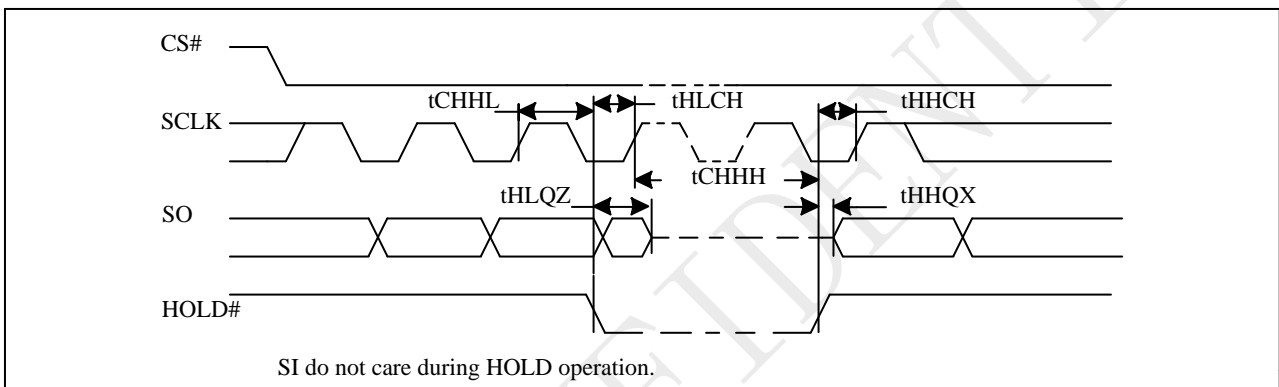 CS#
tCHHL
tHLCH
tHHCH
SCLK
tCHHH
tHLQZ
tHHQX
SO
HOLD#
SI do not care during HOLD operation.